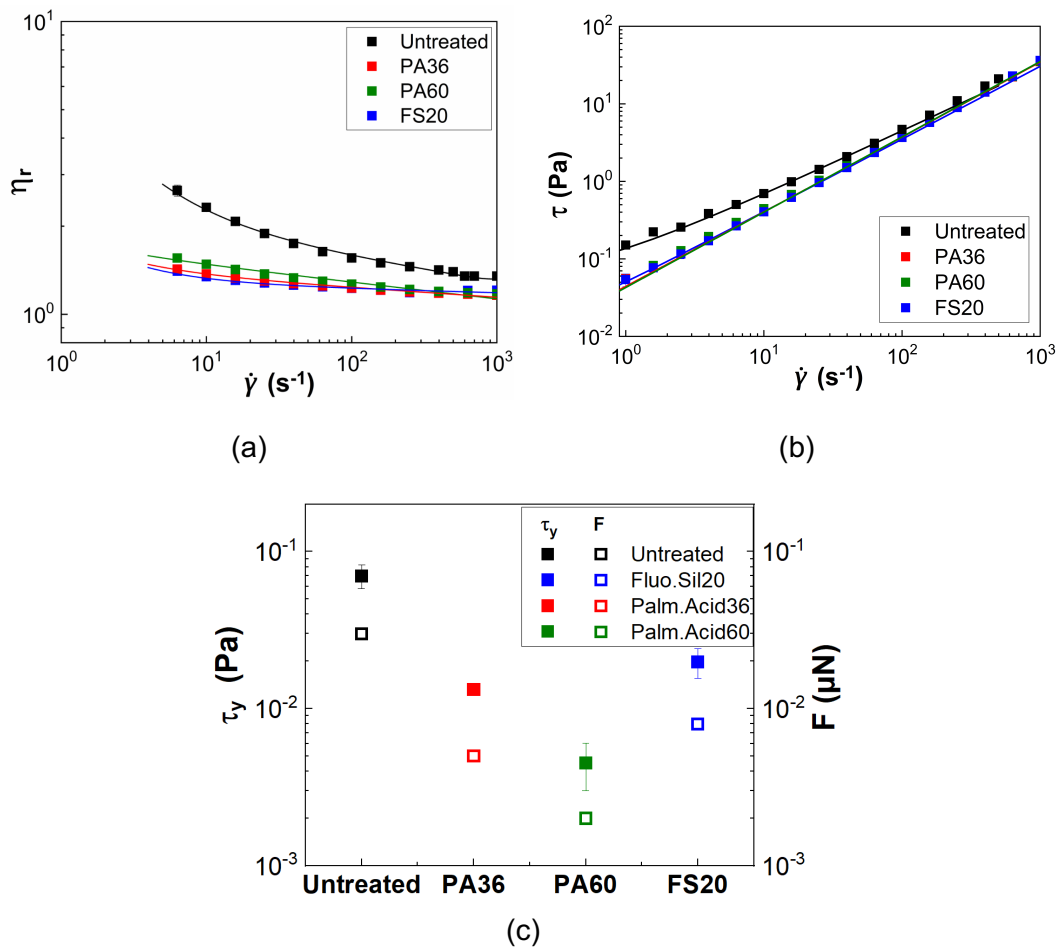 10¹
Untreated
PA36
PA60
FS20
ηr
10⁰
10⁰ 10¹ 10² 10³
γ̇ (s⁻¹)
(a)
10²
10¹
10⁰
10⁻¹
10⁻²
τ (Pa)
Untreated
PA36
PA60
FS20
10⁰ 10¹ 10² 10³
γ̇ (s⁻¹)
(b)
τy F
Untreated
Fluo.Sil20
Palm.Acid36
Palm.Acid60
10⁻¹ 10⁻¹
τy (Pa)
F (µN)
10⁻² 10⁻²
10⁻³ 10⁻³
Untreated PA36 PA60 FS20
(c)